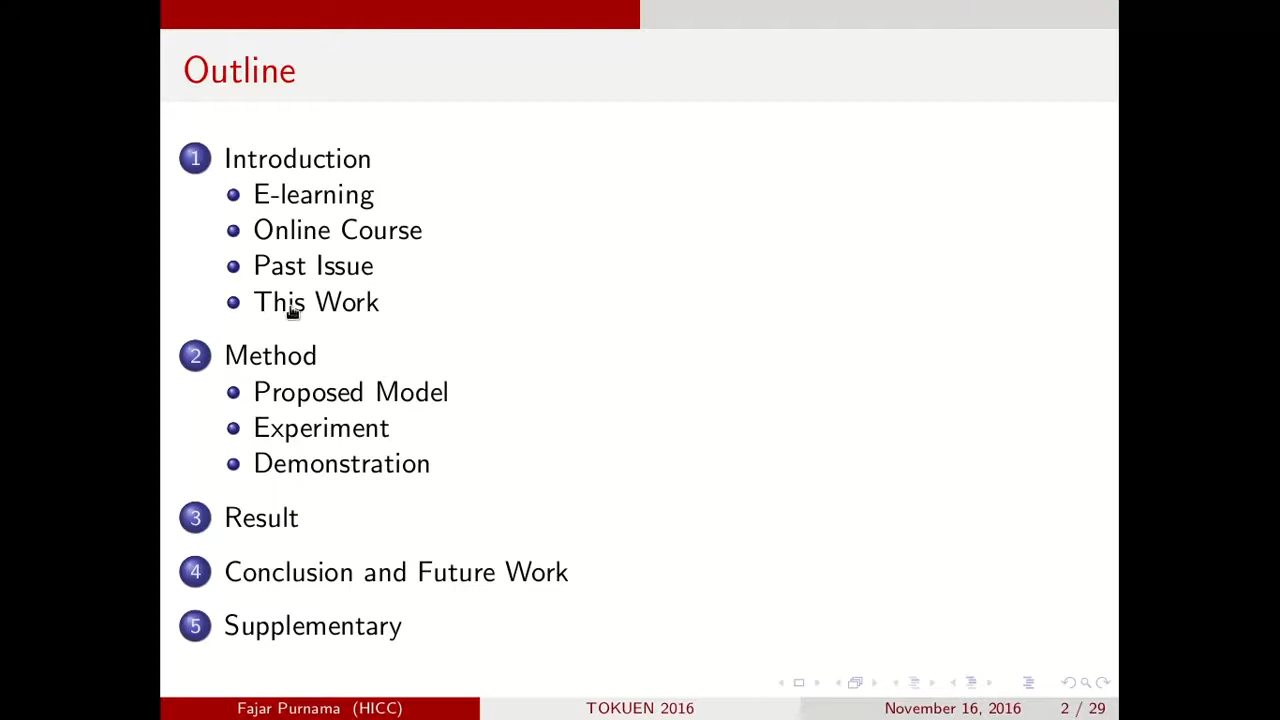 Outline
1 Introduction
E-learning
Online Course
Past Issue
This Work
2 Method
Proposed Model
Experiment
Demonstration
3 Result
4 Conclusion and Future Work
5 Supplementary
Fajar Purnama (HICC) TOKUEN 2016 November 16, 2016 2 / 29